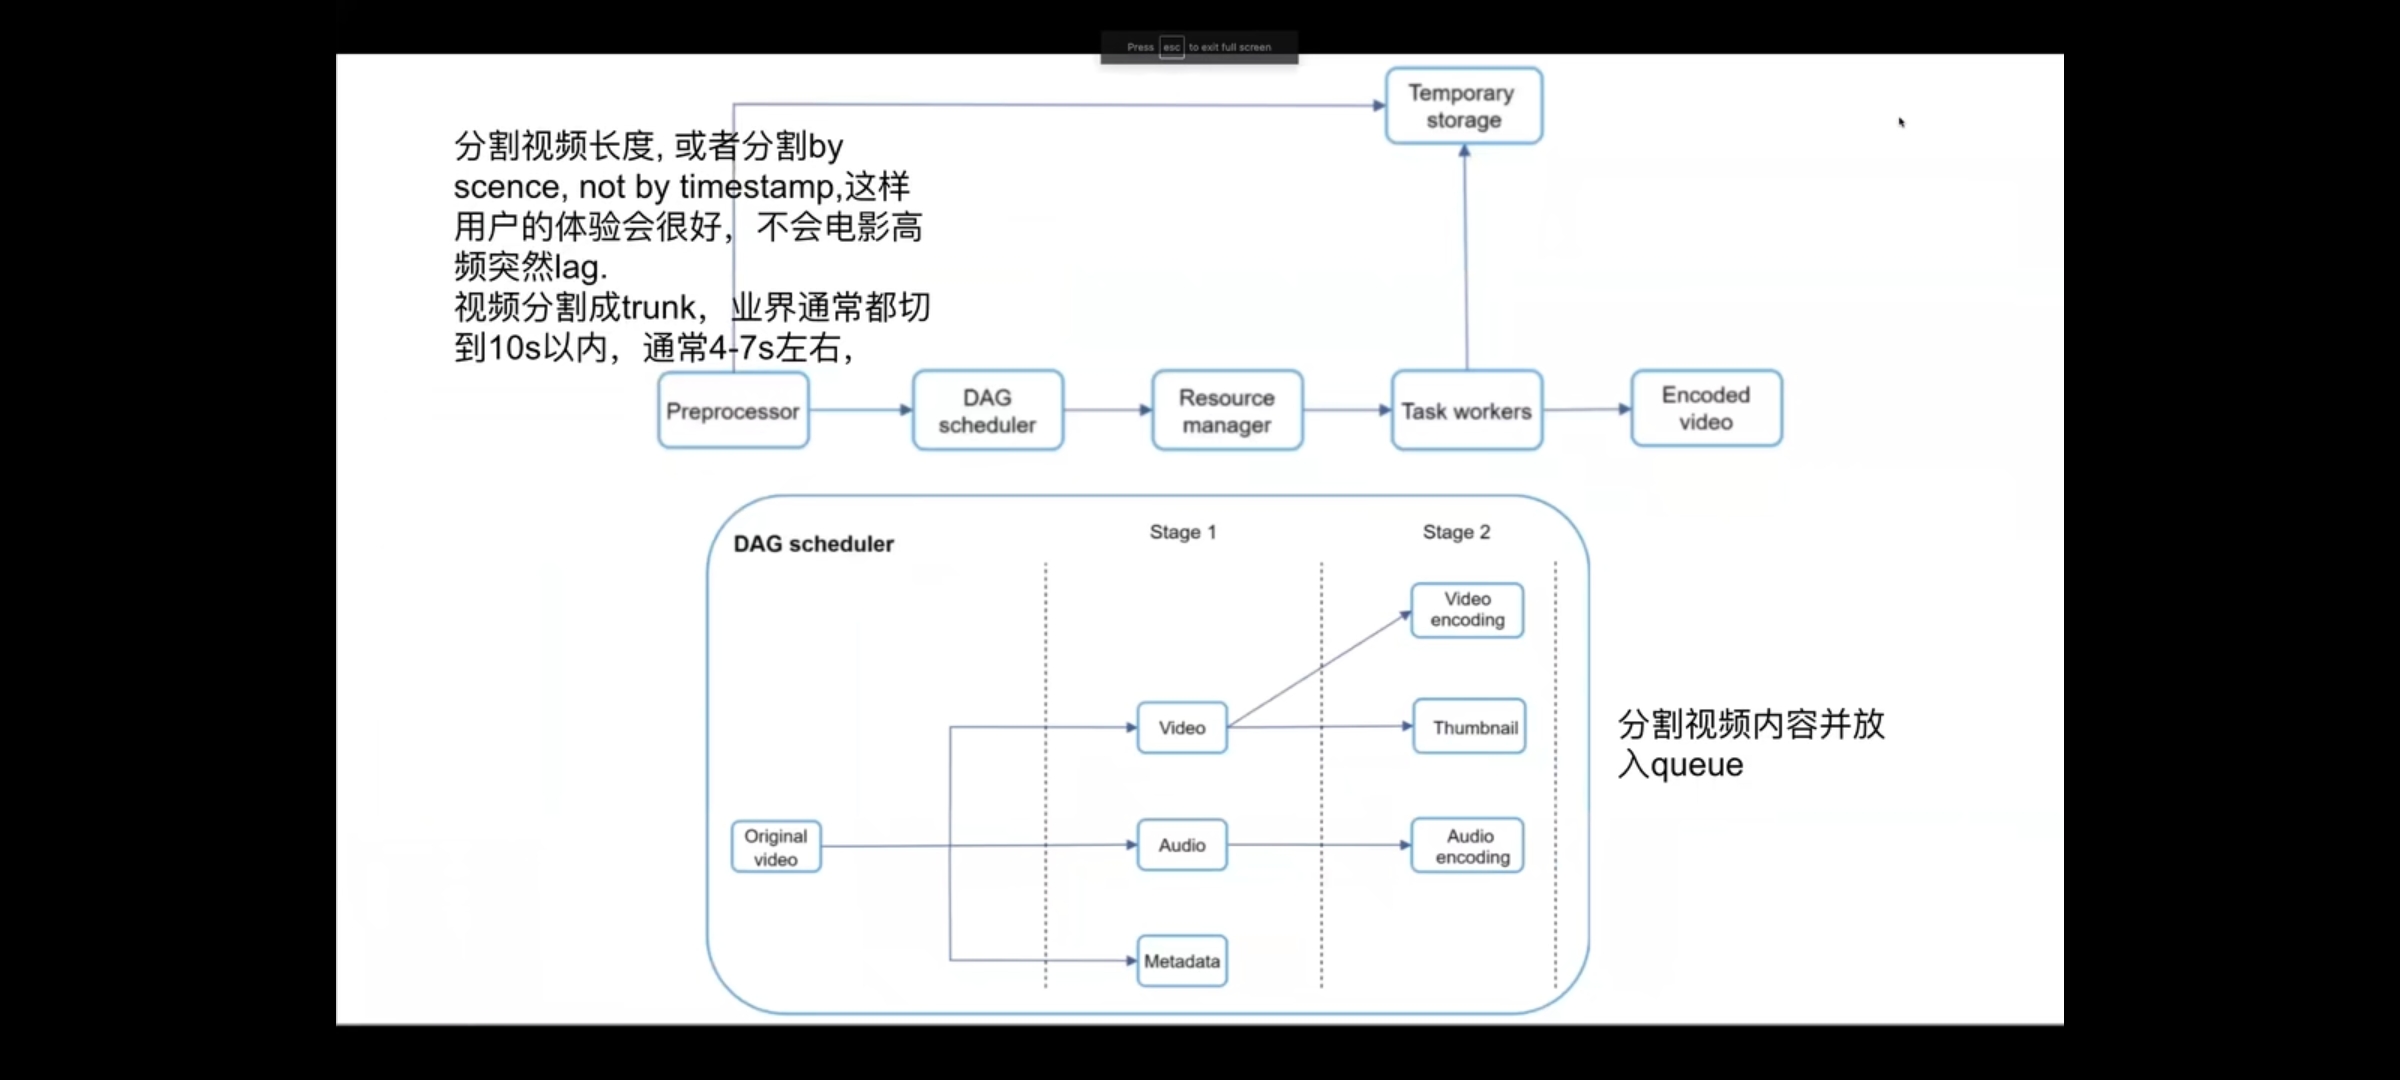 Press esc to exit full screen
Temporary
storage
分割视频长度, 或者分割by
scence, not by timestamp,这样
用户的体验会很好，不会电影高
频突然lag.
视频分割成trunk，业界通常都切
到10s以内，通常4-7s左右，
Preprocessor
DAG
scheduler
Resource
manager
Task workers
Encoded
video
DAG scheduler
Stage 1
Stage 2
Video
encoding
Video
Thumbnail
分割视频内容并放
入queue
Original
video
Audio
Audio
encoding
Metadata